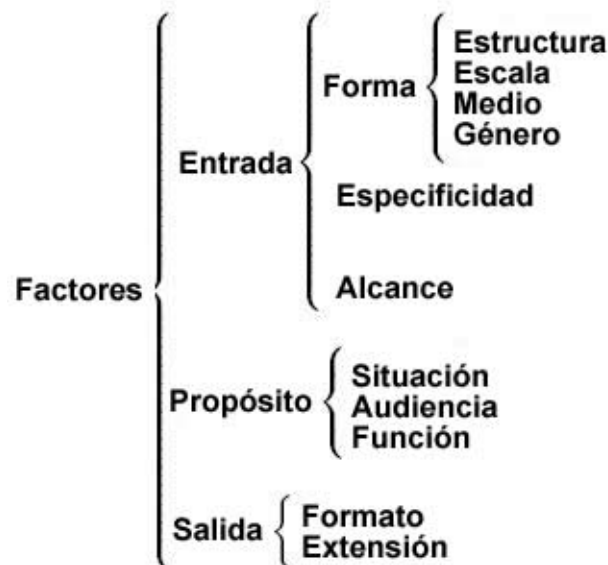 Factores
Entrada
Forma
Estructura
Escala
Medio
Género
Especificidad
Alcance
Propósito
Situación
Audiencia
Función
Salida
Formato
Extensión